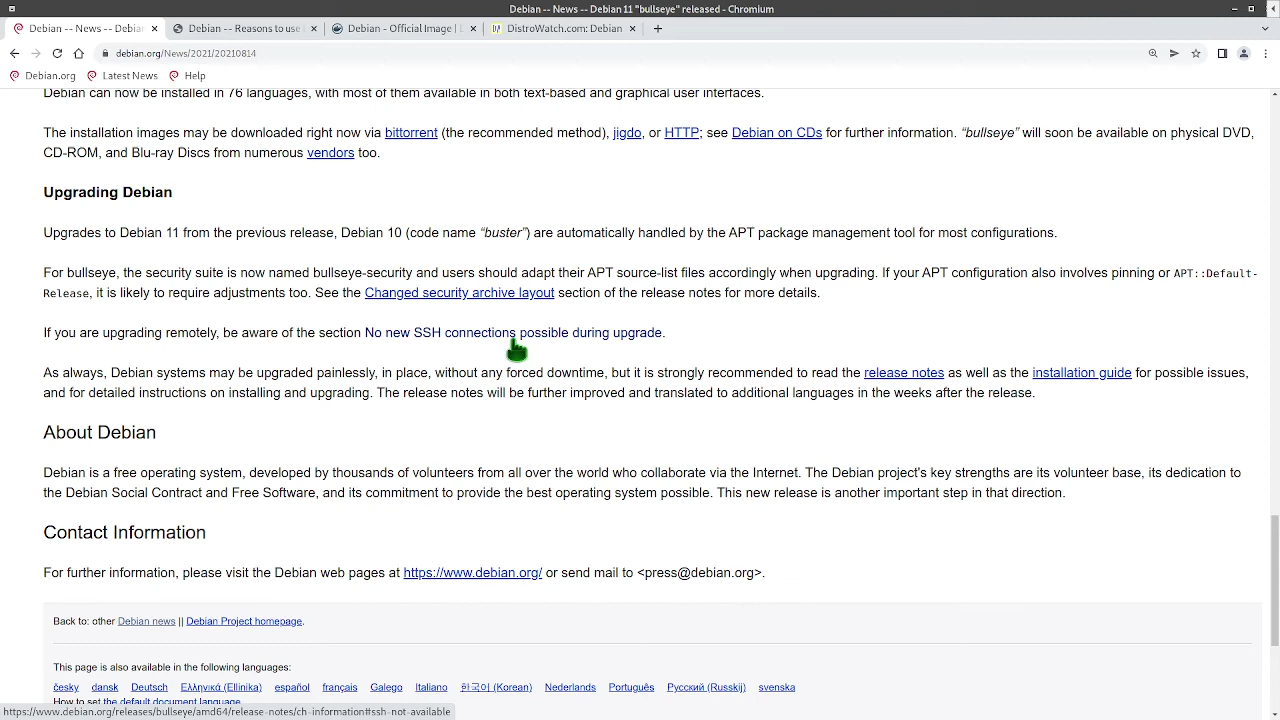 Debian -- News -- Debian 11 "bullseye" released - Chromium
Debian -- News -- Debian
Debian -- Reasons to use
Debian - Official Image |
DistroWatch.com: Debian
debian.org/News/2021/20210814
Debian.org Latest News Help
Debian can now be installed in 76 languages, with most of them available in both text-based and graphical user interfaces.
The installation images may be downloaded right now via bittorrent (the recommended method), jigdo, or HTTP; see Debian on CDs for further information. “bullseye” will soon be available on physical DVD,
CD-ROM, and Blu-ray Discs from numerous vendors too.
Upgrading Debian
Upgrades to Debian 11 from the previous release, Debian 10 (code name “buster”) are automatically handled by the APT package management tool for most configurations.
For bullseye, the security suite is now named bullseye-security and users should adapt their APT source-list files accordingly when upgrading. If your APT configuration also involves pinning or APT::Default-
Release, it is likely to require adjustments too. See the Changed security archive layout section of the release notes for more details.
If you are upgrading remotely, be aware of the section No new SSH connections possible during upgrade.
As always, Debian systems may be upgraded painlessly, in place, without any forced downtime, but it is strongly recommended to read the release notes as well as the installation guide for possible issues,
and for detailed instructions on installing and upgrading. The release notes will be further improved and translated to additional languages in the weeks after the release.
About Debian
Debian is a free operating system, developed by thousands of volunteers from all over the world who collaborate via the Internet. The Debian project's key strengths are its volunteer base, its dedication to
the Debian Social Contract and Free Software, and its commitment to provide the best operating system possible. This new release is another important step in that direction.
Contact Information
For further information, please visit the Debian web pages at https://www.debian.org/ or send mail to <press@debian.org>.
Back to: other Debian news || Debian Project homepage.
This page is also available in the following languages:
česky dansk Deutsch Ελληνικά (Ellinika) español français Galego Italiano 한국어 (Korean) Nederlands Português Русский (Russkij) svenska
How to set the default document language
https://www.debian.org/releases/bullseye/amd64/release-notes/ch-information#ssh-not-available